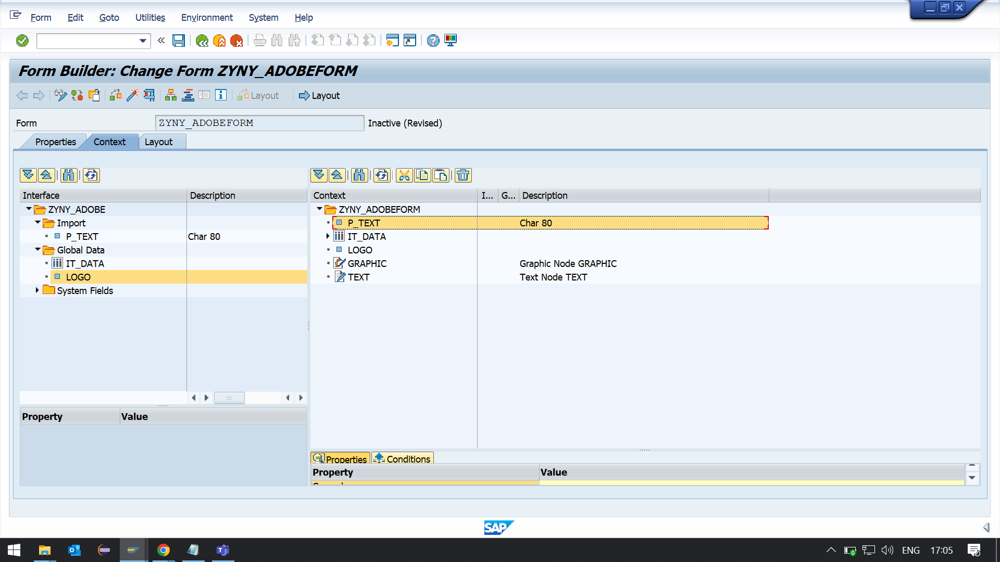 Form Edit Goto Utilities Environment System Help
Form Builder: Change Form ZYNY_ADOBEFORM
Layout Layout
Form ZYNY_ADOBEFORM Inactive (Revised)
Properties Context Layout
Interface Description
ZYNY_ADOBE
Import
P_TEXT Char 80
Global Data
IT_DATA
LOGO
System Fields
Property Value
Context I... G... Description
ZYNY_ADOBEFORM
P_TEXT Char 80
IT_DATA
LOGO
GRAPHIC Graphic Node GRAPHIC
TEXT Text Node TEXT
Properties Conditions
Property Value
SAP
ENG 17:05